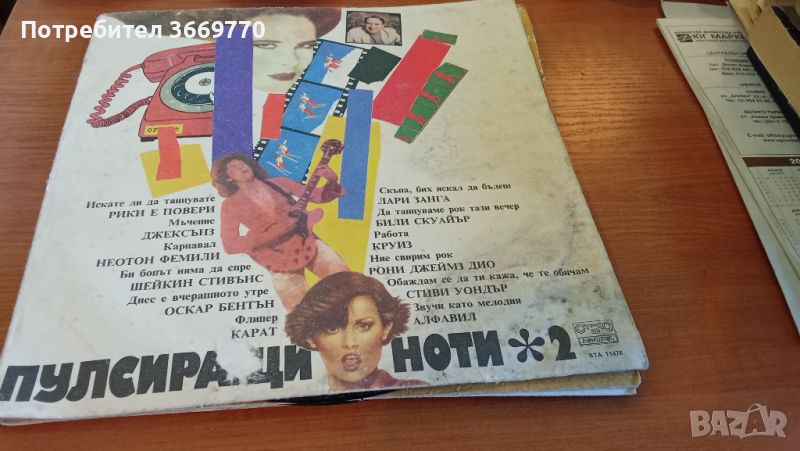 Потребител 3669770
Искате ли да танцувате
РИКИ Е ПОВЕРИ
Мъчение
ДЖЕКСЪНЗ
Карнавал
НЕОТОН ФЕМИЛИ
Би бопът няма да спре
ШЕЙКИН СТИВЪНС
Днес е вчерашното утре
ОСКАР БЕНТЪН
Флипер
КАРАТ
Скъпа, бих искал да бъдеш
ЛАРИ ЗАНГА
Да танцуваме рок тази вечер
БИЛИ СКУАЙЪР
Работа
КРУИЗ
Ние свирим рок
РОНИ ДЖЕЙМЗ ДИО
Обаждам се да ти кажа, че те обичам
СТИВИ УОНДЪР
Звучи като мелодия
АЛФАВИЛ
ПУЛСИРАЩИ НОТИ *2
ВТА 11478
ЮГ МАРКЕ
BAZAR